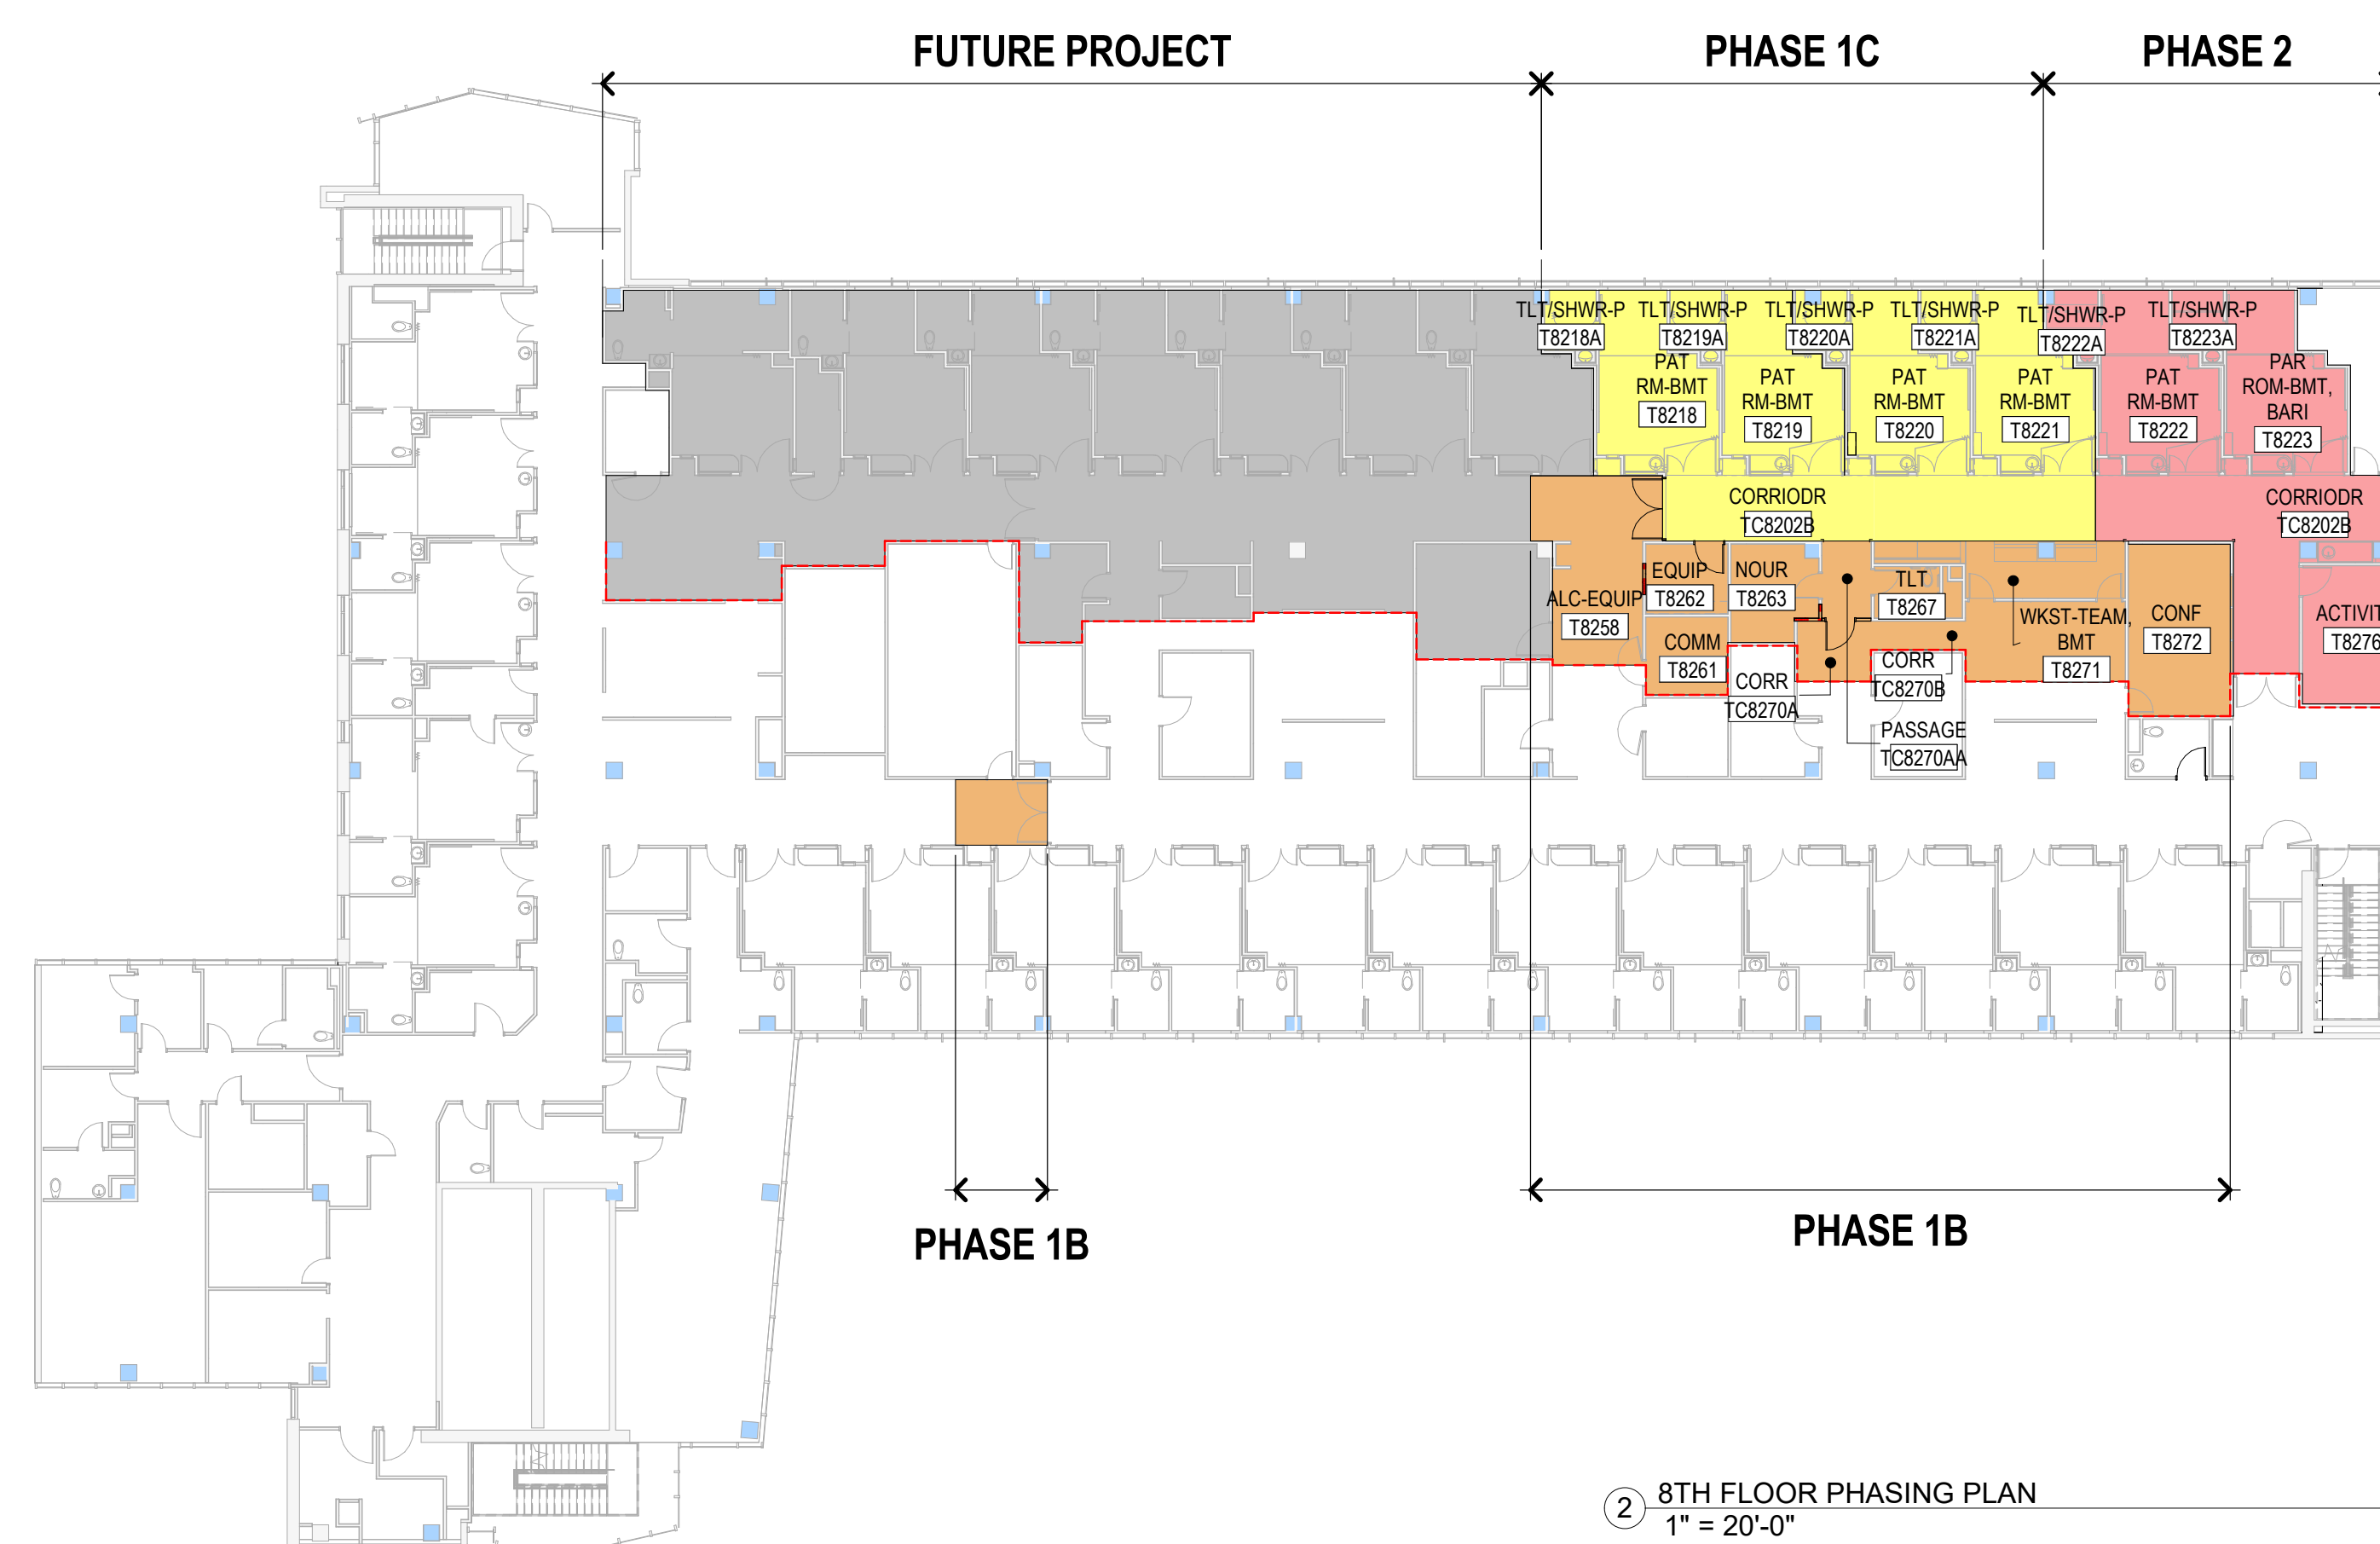 FUTURE PROJECT
PHASE 1C
PHASE 2
TLT/SHWR-P
T8218A
TLT/SHWR-P
T8219A
TLT/SHWR-P
T8220A
TLT/SHWR-P
T8221A
TLT/SHWR-P
T8222A
TLT/SHWR-P
T8223A
PAT
RM-BMT
T8218
PAT
RM-BMT
T8219
PAT
RM-BMT
T8220
PAT
RM-BMT
T8221
PAT
RM-BMT
T8222
PAR
ROM-BMT,
BARI
T8223
CORRIODR
TC8202B
CORRIODR
TC8202B
ALC-EQUIP
T8258
EQUIP
T8262
NOUR
T8263
TLT
T8267
COMM
T8261
WKST-TEAM,
BMT
T8271
CONF
T8272
ACTIVIT
T8276
CORR
TC8270A
CORR
TC8270B
PASSAGE
TC8270AA
PHASE 1B
PHASE 1B
2
8TH FLOOR PHASING PLAN
1" = 20'-0"